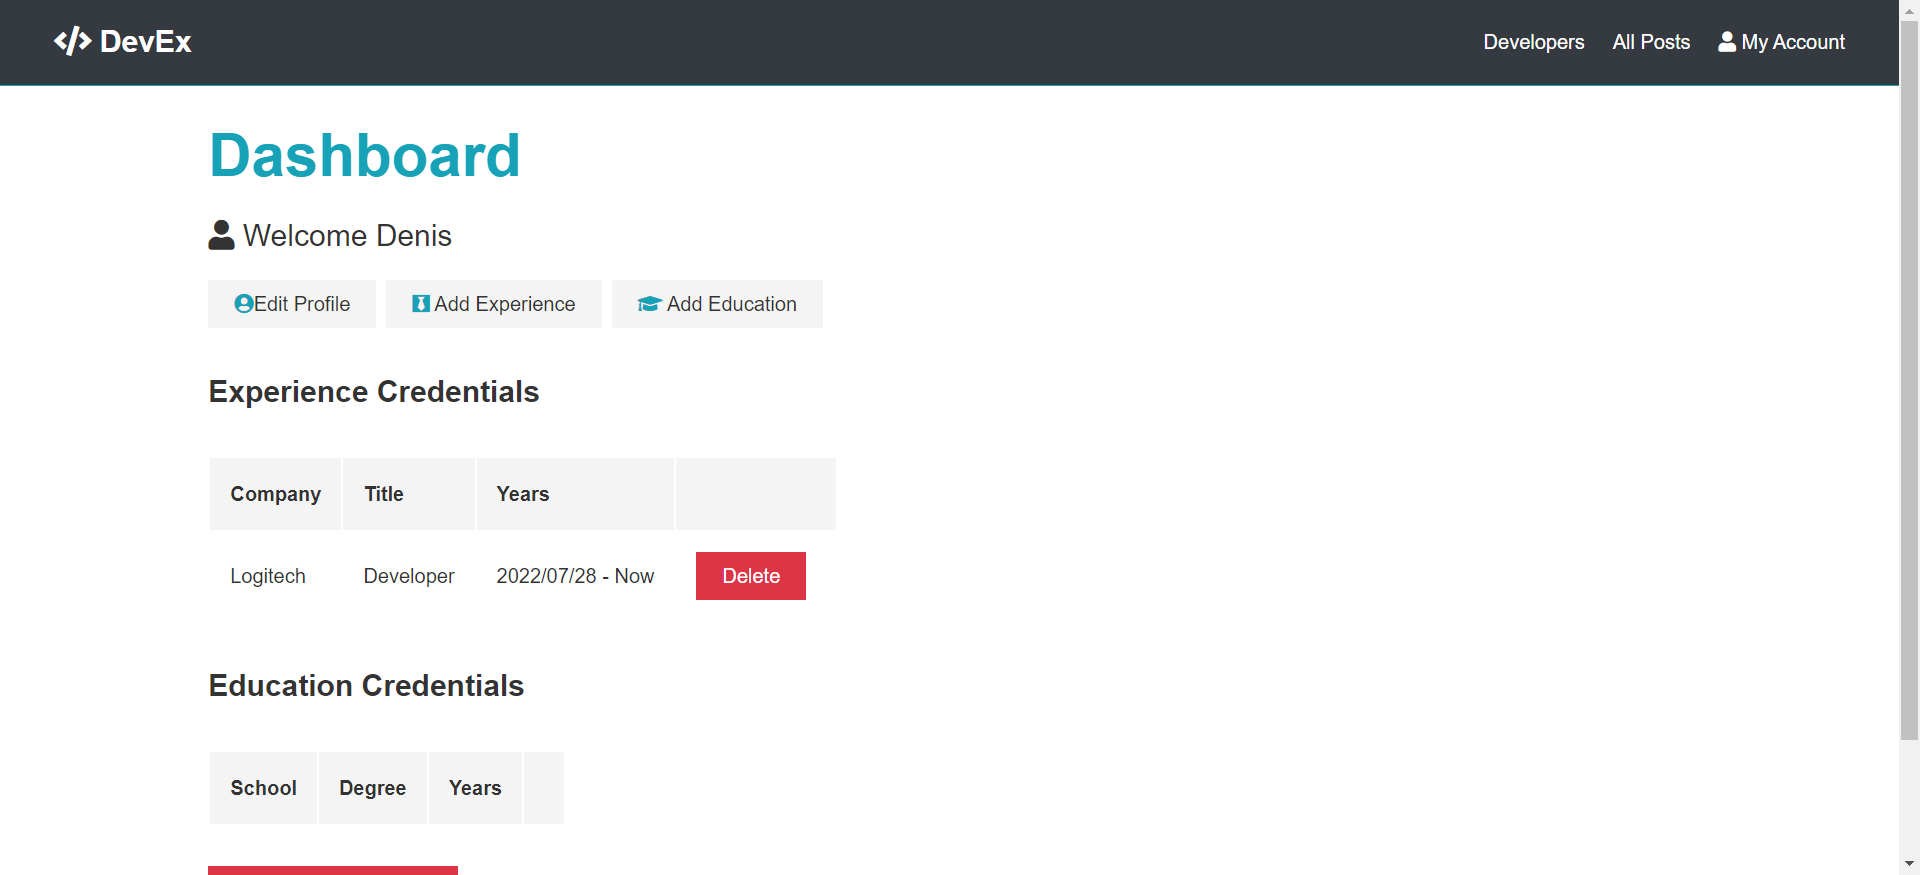 DevEx
Developers All Posts My Account
Dashboard
Welcome Denis
Edit Profile Add Experience Add Education
Experience Credentials
Company Title Years
Logitech Developer 2022/07/28 - Now Delete
Education Credentials
School Degree Years